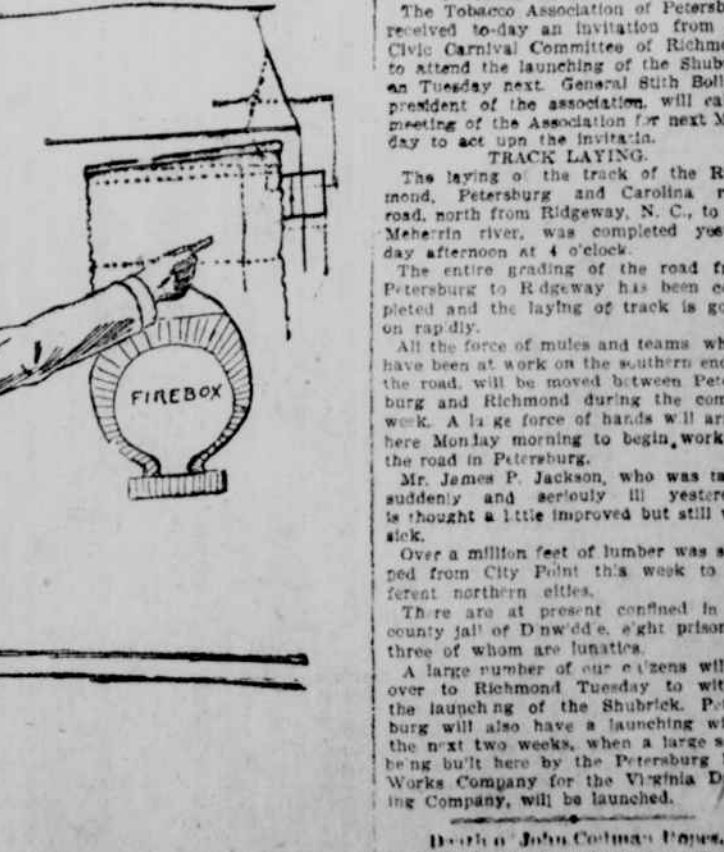 FIREBOX
The Tobacco Association of Petersb
received to-day an invitation from
Civic Carnival Committee of Richmo
to attend the launching of the Shub
on Tuesday next. General Stith Boll
president of the association, will ca
meeting of the Association for next M
day to act upn the invitatin.
TRACK LAYING.
The laying of the track of the R
mond, Petersburg and Carolina r
road, north from Ridgeway, N. C., to
Meherrin river, was completed yes
day afternoon at 4 o'clock.
The entire grading of the road fr
Petersburg to Ridgeway has been co
pleted and the laying of track is go
on rapidly.
All the force of mules and teams wh
have been at work on the southern end
the road, will be moved between Pete
burg and Richmond during the com
week. A large force of hands will ar
here Monday morning to begin work
the road in Petersburg.
Mr. James P. Jackson, who was ta
suddenly and seriouly ill yester
is thought a little improved but still
sick.
Over a million feet of lumber was s
ped from City Point this week to
ferent northern cities.
There are at present confined in
county jail of Dinwiddie, eight prison
three of whom are lunatics.
A large number of our citizens will
over to Richmond Tuesday to wit
the launching of the Shubrick. Pe
burg will also have a launching wi
the next two weeks, when a large s
being built here by the Petersburg
Works Company for the Virginia D
ing Company, will be launched.
Death of John Codman Ropes.